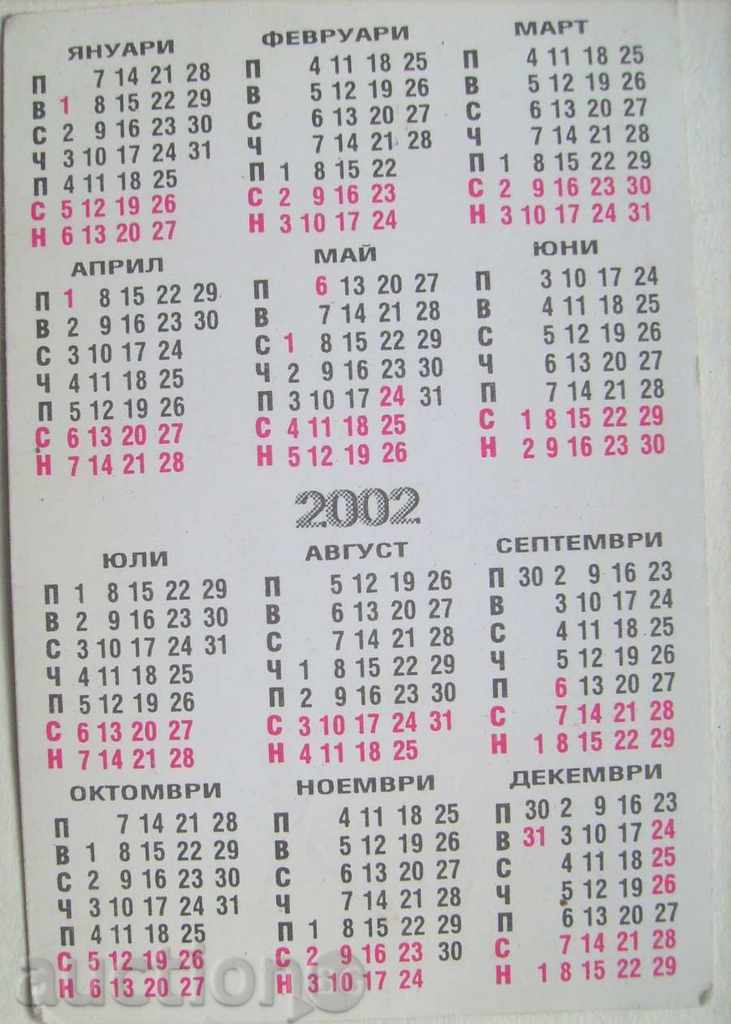 ЯНУАРИ
П 7 14 21 28
В 1 8 15 22 29
С 2 9 16 23 30
Ч 3 10 17 24 31
П 4 11 18 25
С 5 12 19 26
Н 6 13 20 27
ФЕВРУАРИ
П 4 11 18 25
В 5 12 19 26
С 6 13 20 27
Ч 7 14 21 28
П 1 8 15 22
С 2 9 16 23
Н 3 10 17 24
МАРТ
П 4 11 18 25
В 5 12 19 26
С 6 13 20 27
Ч 7 14 21 28
П 1 8 15 22 29
С 2 9 16 23 30
Н 3 10 17 24 31
АПРИЛ
П 1 8 15 22 29
В 2 9 16 23 30
С 3 10 17 24
Ч 4 11 18 25
П 5 12 19 26
С 6 13 20 27
Н 7 14 21 28
МАЙ
П 6 13 20 27
В 7 14 21 28
С 1 8 15 22 29
Ч 2 9 16 23 30
П 3 10 17 24 31
С 4 11 18 25
Н 5 12 19 26
ЮНИ
П 3 10 17 24
В 4 11 18 25
С 5 12 19 26
Ч 6 13 20 27
П 7 14 21 28
С 1 8 15 22 29
Н 2 9 16 23 30
2002
ЮЛИ
П 1 8 15 22 29
В 2 9 16 23 30
С 3 10 17 24 31
Ч 4 11 18 25
П 5 12 19 26
С 6 13 20 27
Н 7 14 21 28
АВГУСТ
П 5 12 19 26
В 6 13 20 27
С 7 14 21 28
Ч 1 8 15 22 29
П 2 9 16 23 30
С 3 10 17 24 31
Н 4 11 18 25
СЕПТЕМВРИ
П 30 2 9 16 23
В 3 10 17 24
С 4 11 18 25
Ч 5 12 19 26
П 6 13 20 27
С 7 14 21 28
Н 1 8 15 22 29
ОКТОМВРИ
П 7 14 21 28
В 1 8 15 22 29
С 2 9 16 23 30
Ч 3 10 17 24 31
П 4 11 18 25
С 5 12 19 26
Н 6 13 20 27
НОЕМВРИ
П 4 11 18 25
В 5 12 19 26
С 6 13 20 27
Ч 7 14 21 28
П 1 8 15 22 29
С 2 9 16 23 30
Н 3 10 17 24
ДЕКЕМВРИ
П 30 2 9 16 23
В 31 3 10 17 24
С 4 11 18 25
Ч 5 12 19 26
П 6 13 20 27
С 7 14 21 28
Н 1 8 15 22 29